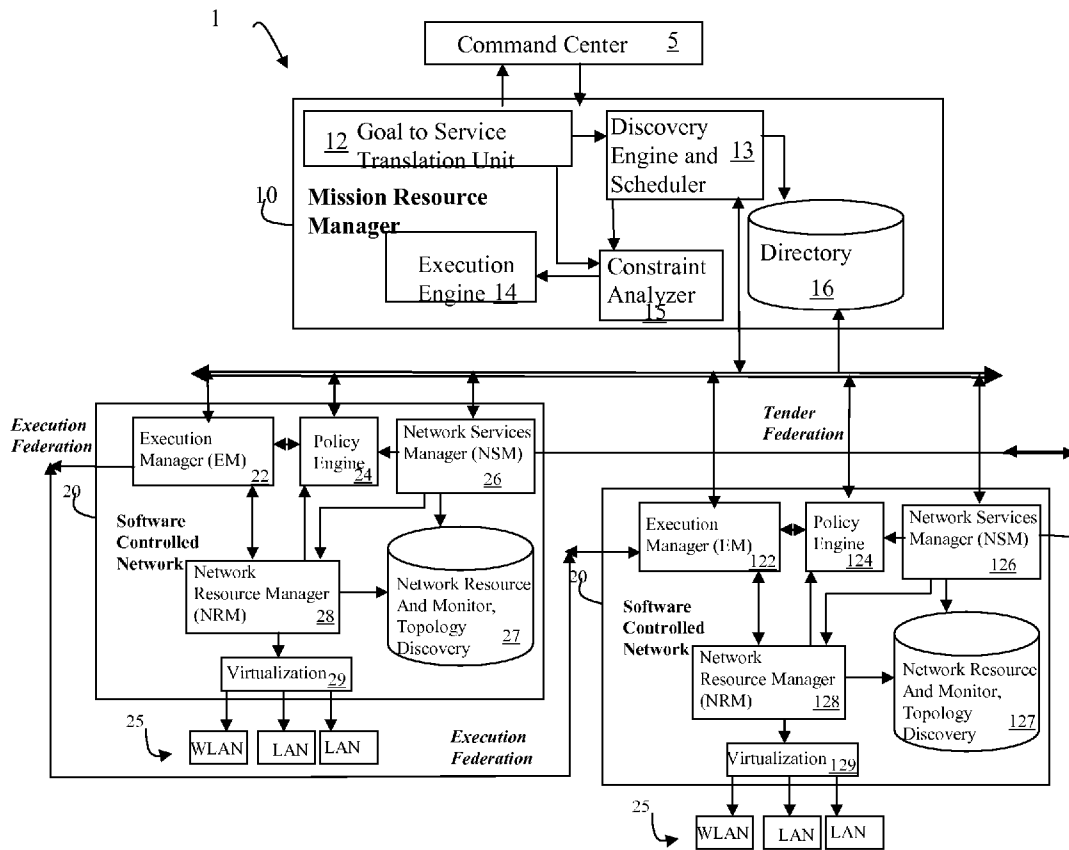 1
Command Center 5
12 Goal to Service
Translation Unit
Discovery
Engine and 13
Scheduler
10
Mission Resource
Manager
Execution
Engine 14
Constraint
Analyzer
15
Directory
16
Execution
Federation
Execution
Manager (EM)
22
Policy
Engine
24
Network Services
Manager (NSM)
26
Tender
Federation
20
Software
Controlled
Network
Network
Resource Manager
(NRM)
28
Network Resource
And Monitor,
Topology
Discovery
27
Virtualization 29
25
WLAN
LAN
LAN
Execution
Federation
Execution
Manager (EM)
122
Policy
Engine
124
Network Services
Manager (NSM)
126
20
Software
Controlled
Network
Network
Resource Manager
(NRM)
128
Network Resource
And Monitor,
Topology
Discovery
127
Virtualization 129
25
WLAN
LAN
LAN